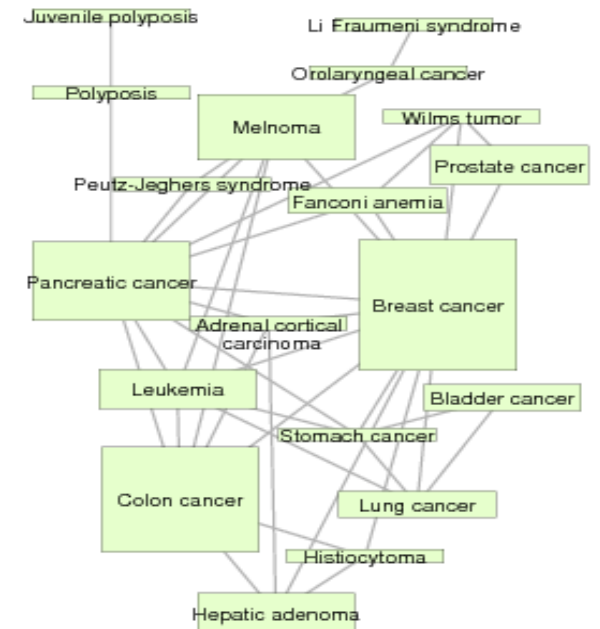 Juvenile polyposis
Li Fraumeni syndrome
Orolaryngeal cancer
Polyposis
Wilms tumor
Melnoma
Prostate cancer
Peutz-Jeghers syndrome
Fanconi anemia
Pancreatic cancer
Breast cancer
Adrenal cortical
carcinoma
Leukemia
Bladder cancer
Stomach cancer
Colon cancer
Lung cancer
Histiocytoma
Hepatic adenoma